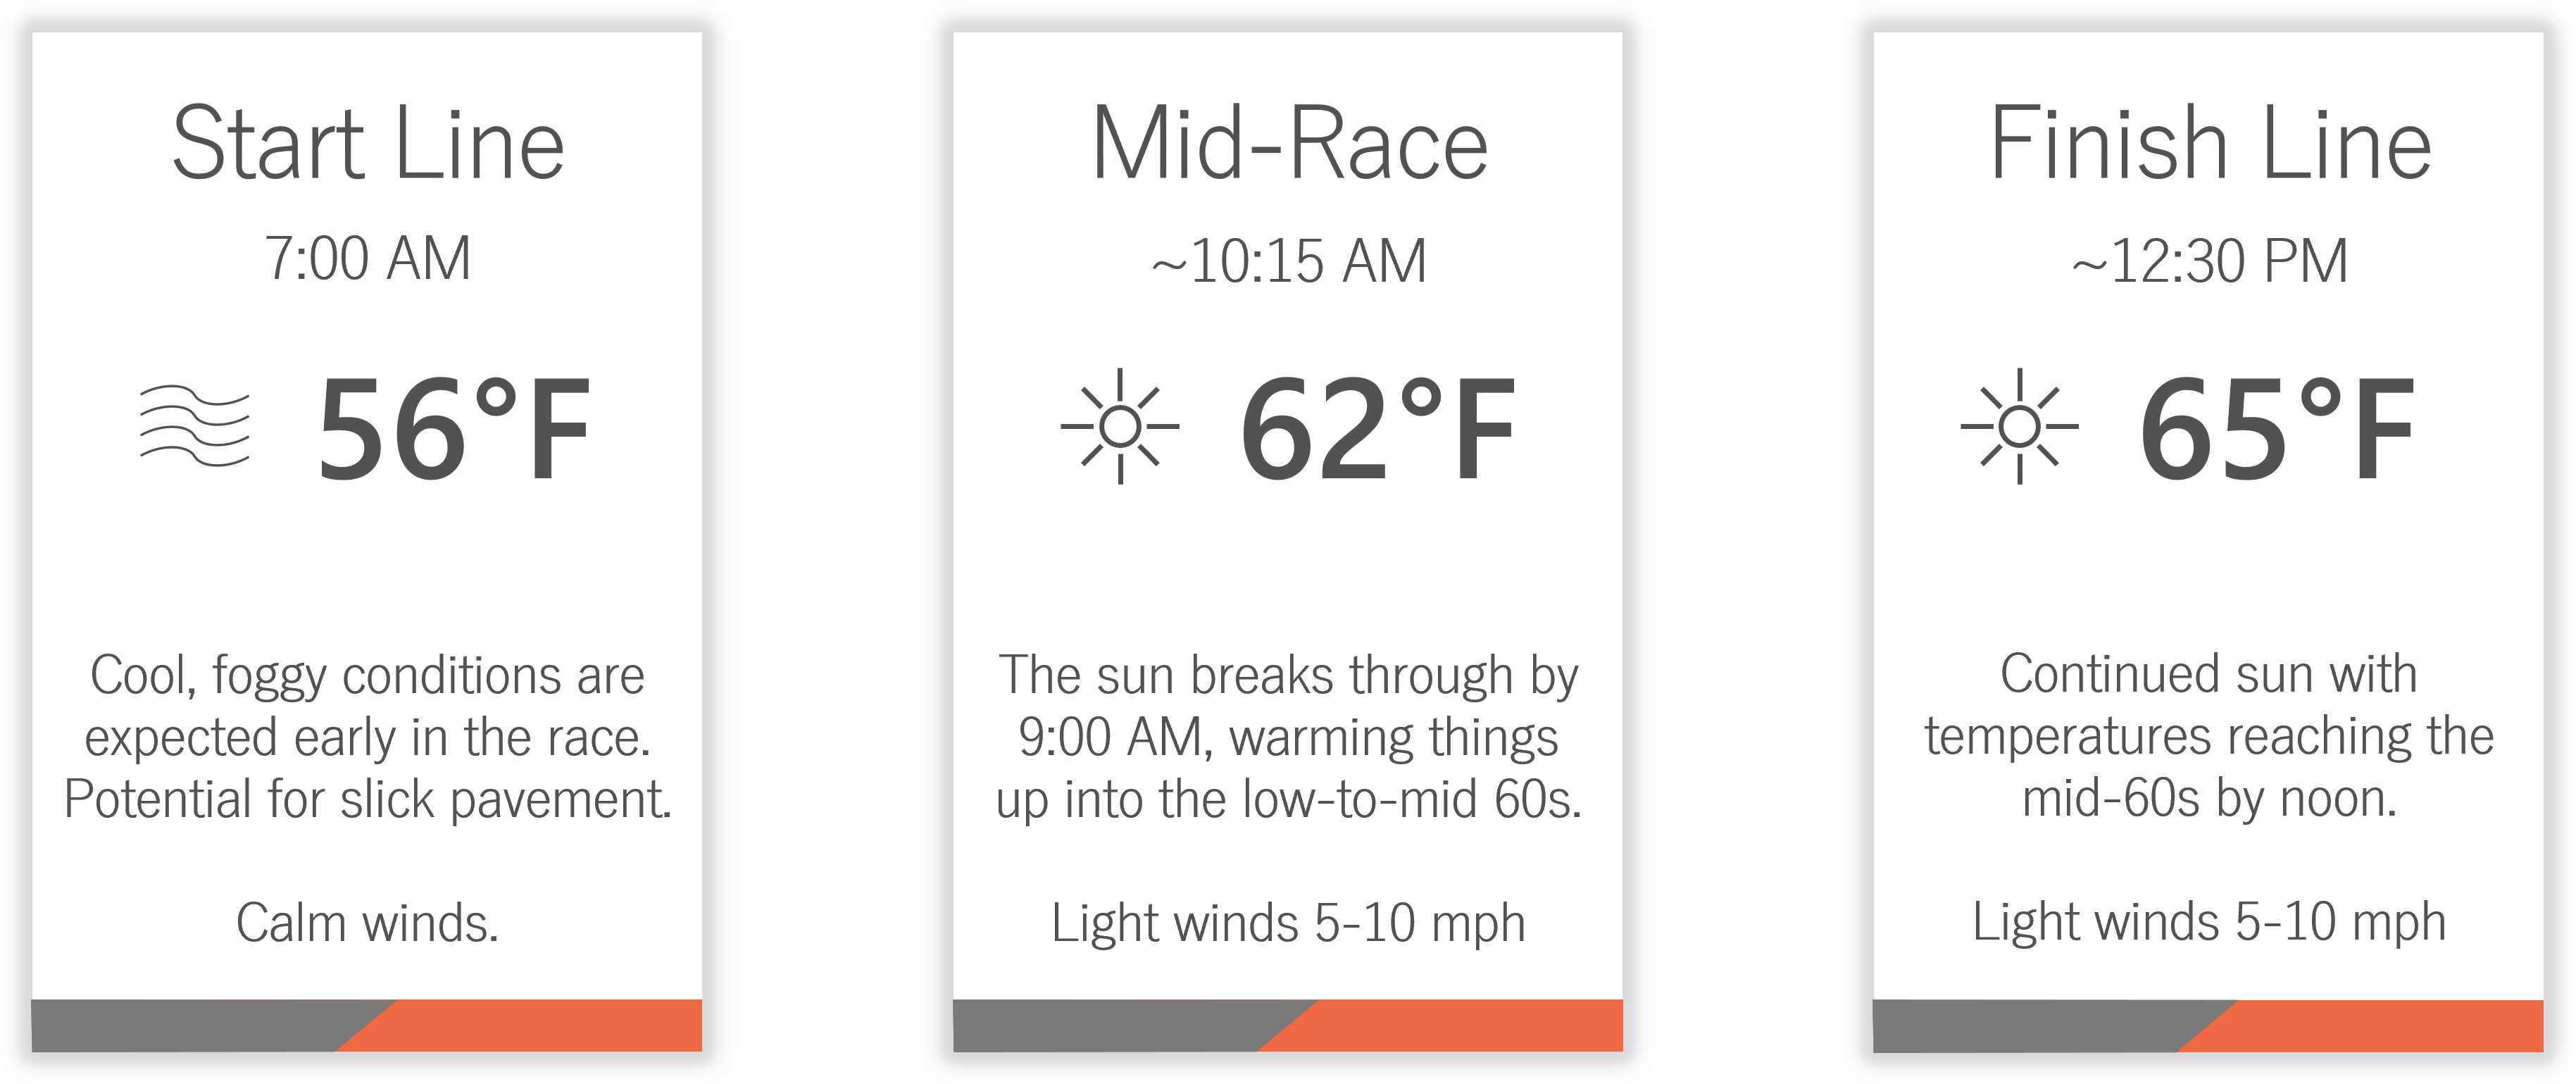 Start Line
7:00 AM
56°F
Cool, foggy conditions are
expected early in the race.
Potential for slick pavement.
Calm winds.
Mid-Race
~10:15 AM
62°F
The sun breaks through by
9:00 AM, warming things
up into the low-to-mid 60s.
Light winds 5-10 mph
Finish Line
~12:30 PM
65°F
Continued sun with
temperatures reaching the
mid-60s by noon.
Light winds 5-10 mph